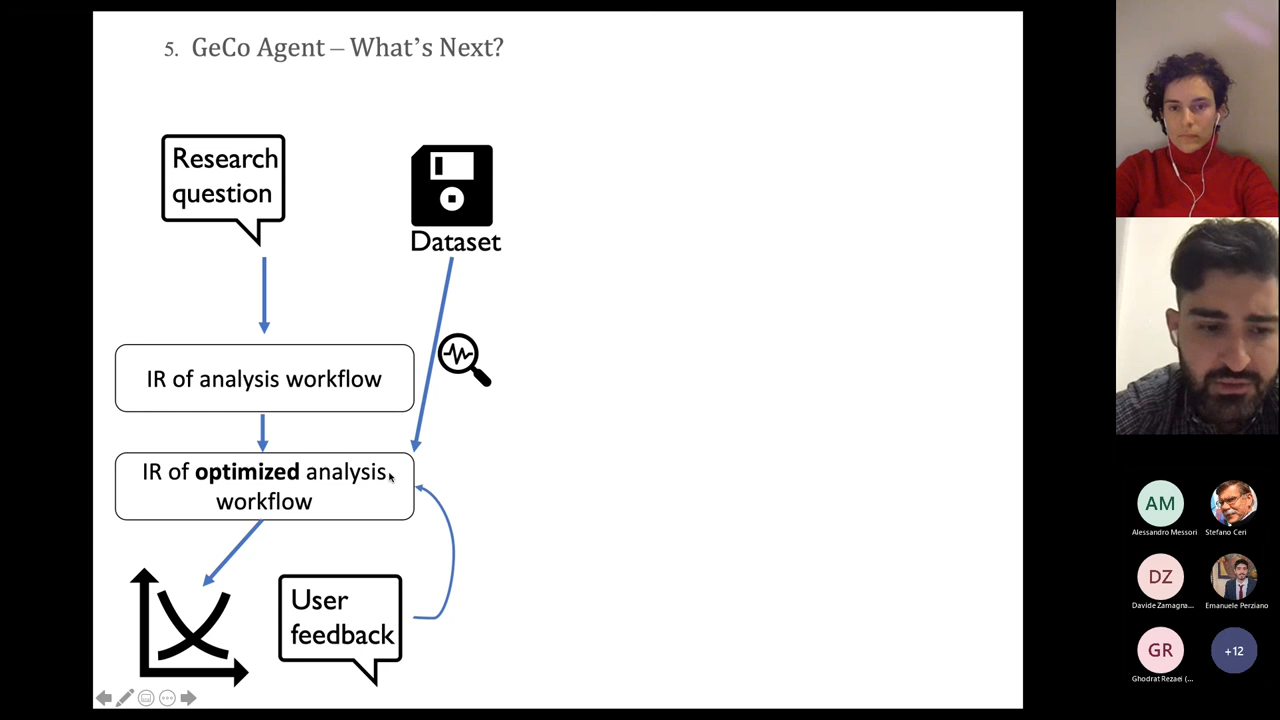 5. GeCo Agent – What's Next?
Research
question
Dataset
IR of analysis workflow
IR of optimized analysis
workflow
User
feedback
AM
Alessandro Messori
Stefano Ceri
DZ
Davide Zamagna...
Emanuele Perziano
GR
Ghodrat Rezaei (...
+12